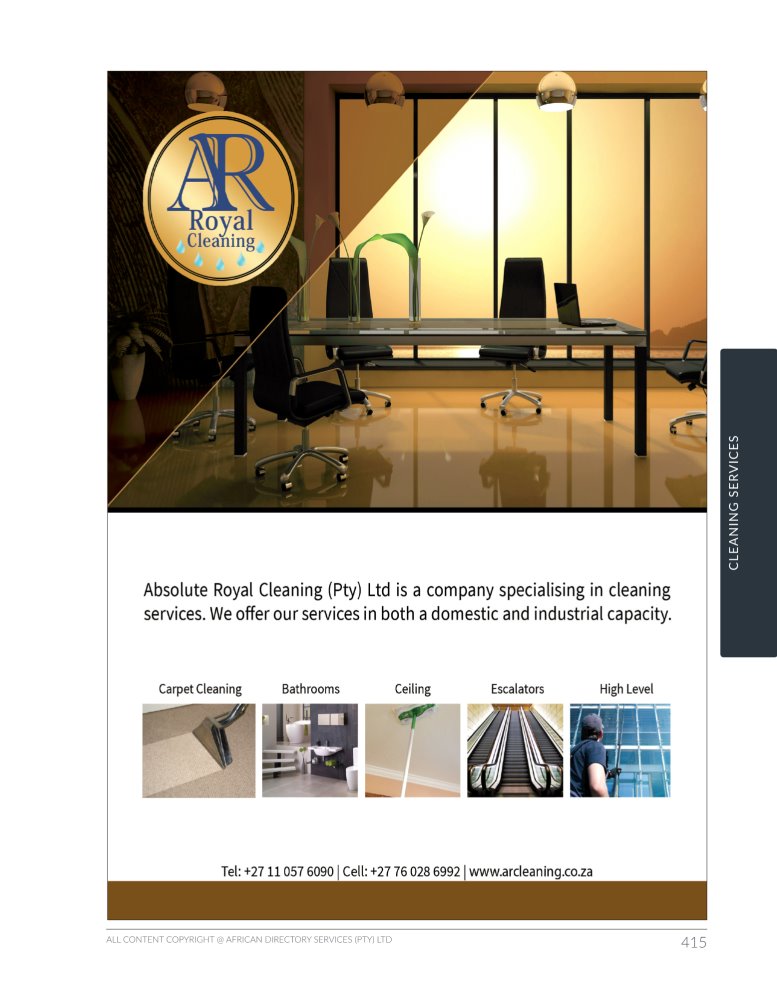 AR
Royal
Cleaning
CLEANING SERVICES
Absolute Royal Cleaning (Pty) Ltd is a company specialising in cleaning
services. We offer our services in both a domestic and industrial capacity.
Carpet Cleaning Bathrooms Ceiling Escalators High Level
Tel: +27 11 057 6090 | Cell: +27 76 028 6992 | www.arcleaning.co.za
ALL CONTENT COPYRIGHT @ AFRICAN DIRECTORY SERVICES (PTY) LTD
415